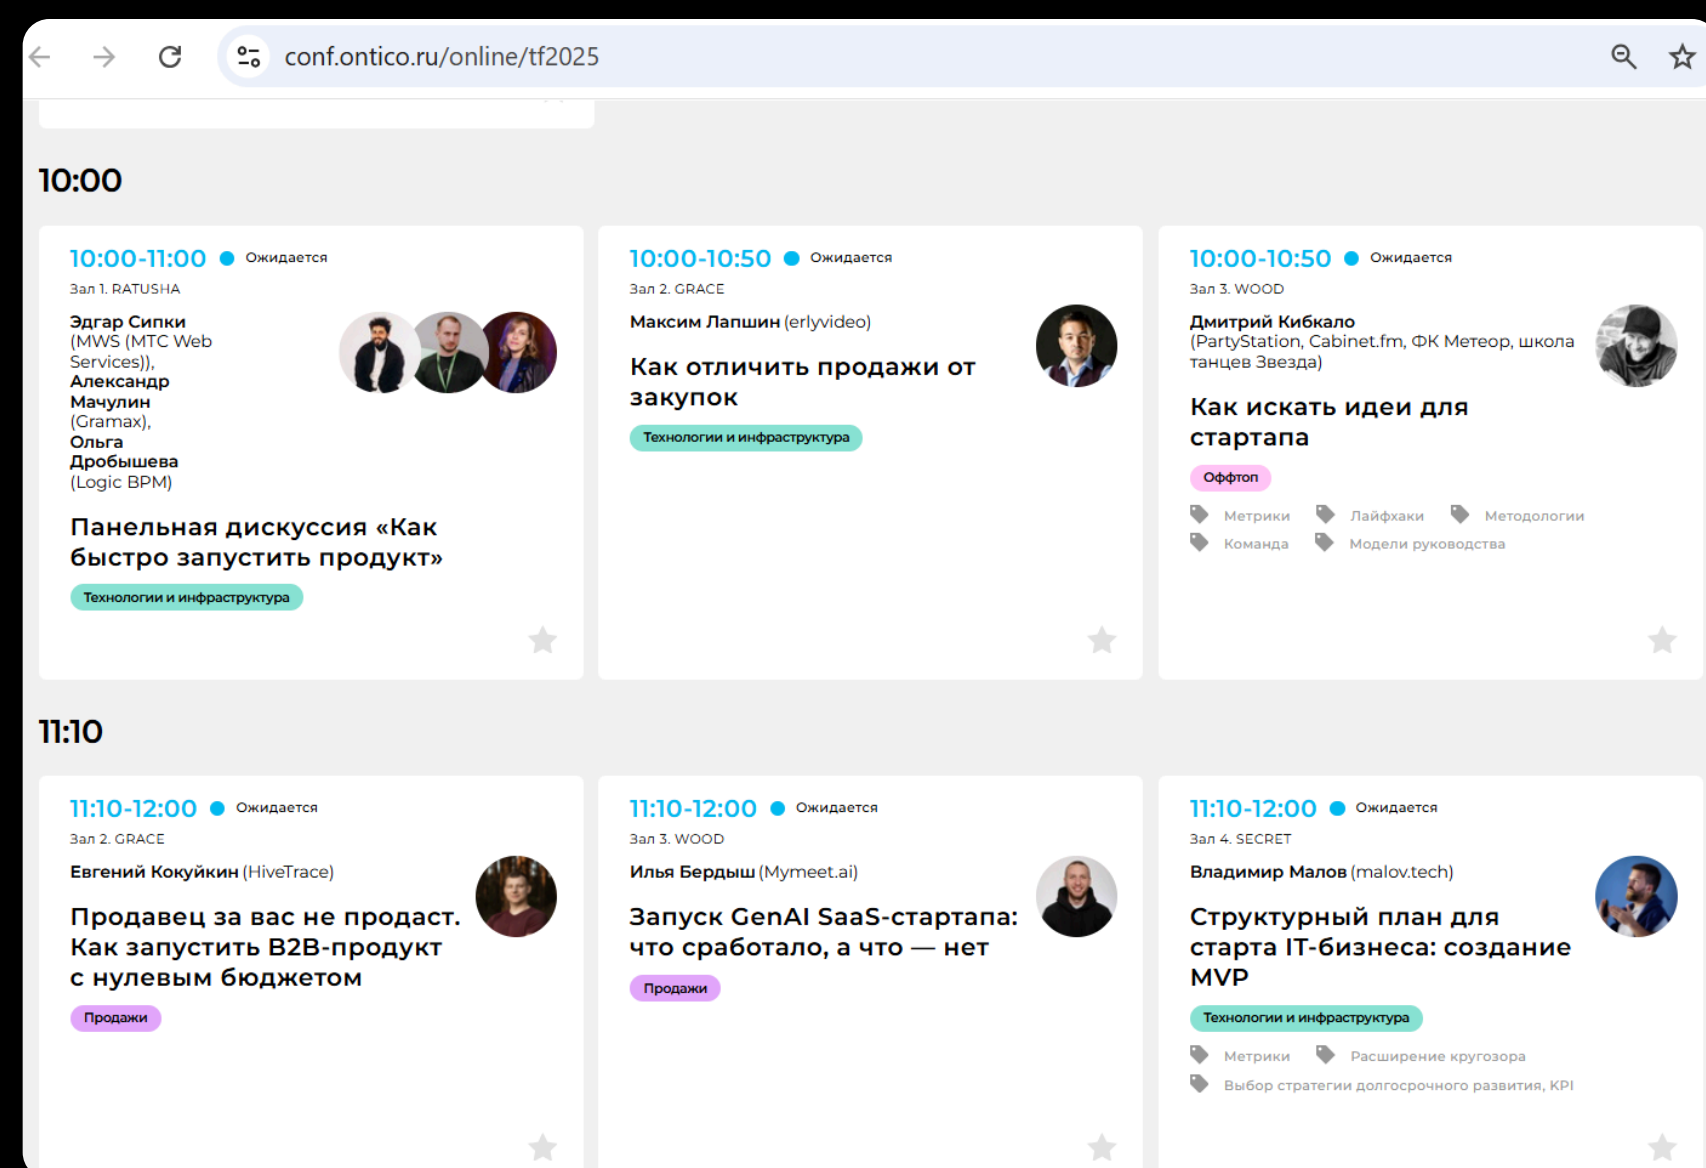 conf.ontico.ru/online/tf2025
10:00
10:00-11:00 Ожидается
Зал 1. RATUSHA
Эдгар Сипки
(MWS (МТС Web
Services)),
Александр
Мачулин
(Gramax),
Ольга
Дробышева
(Logic BPM)
Панельная дискуссия «Как
быстро запустить продукт»
Технологии и инфраструктура
10:00-10:50 Ожидается
Зал 2. GRACE
Максим Лапшин (erlyvideo)
Как отличить продажи от
закупок
Технологии и инфраструктура
10:00-10:50 Ожидается
Зал 3. WOOD
Дмитрий Кибкало
(PartyStation, Cabinet.fm, ФК Метеор, школа
танцев Звезда)
Как искать идеи для
стартапа
Оффтоп
Метрики Лайфхаки Методологии
Команда Модели руководства
11:10
11:10-12:00 Ожидается
Зал 2. GRACE
Евгений Кокуйкин (HiveTrace)
Продавец за вас не продаст.
Как запустить B2B-продукт
с нулевым бюджетом
Продажи
11:10-12:00 Ожидается
Зал 3. WOOD
Илья Бердыш (Mymeet.ai)
Запуск GenAI SaaS-стартапа:
что сработало, а что — нет
Продажи
11:10-12:00 Ожидается
Зал 4. SECRET
Владимир Малов (malov.tech)
Структурный план для
старта IT-бизнеса: создание
MVP
Технологии и инфраструктура
Метрики Расширение кругозора
Выбор стратегии долгосрочного развития, KPI